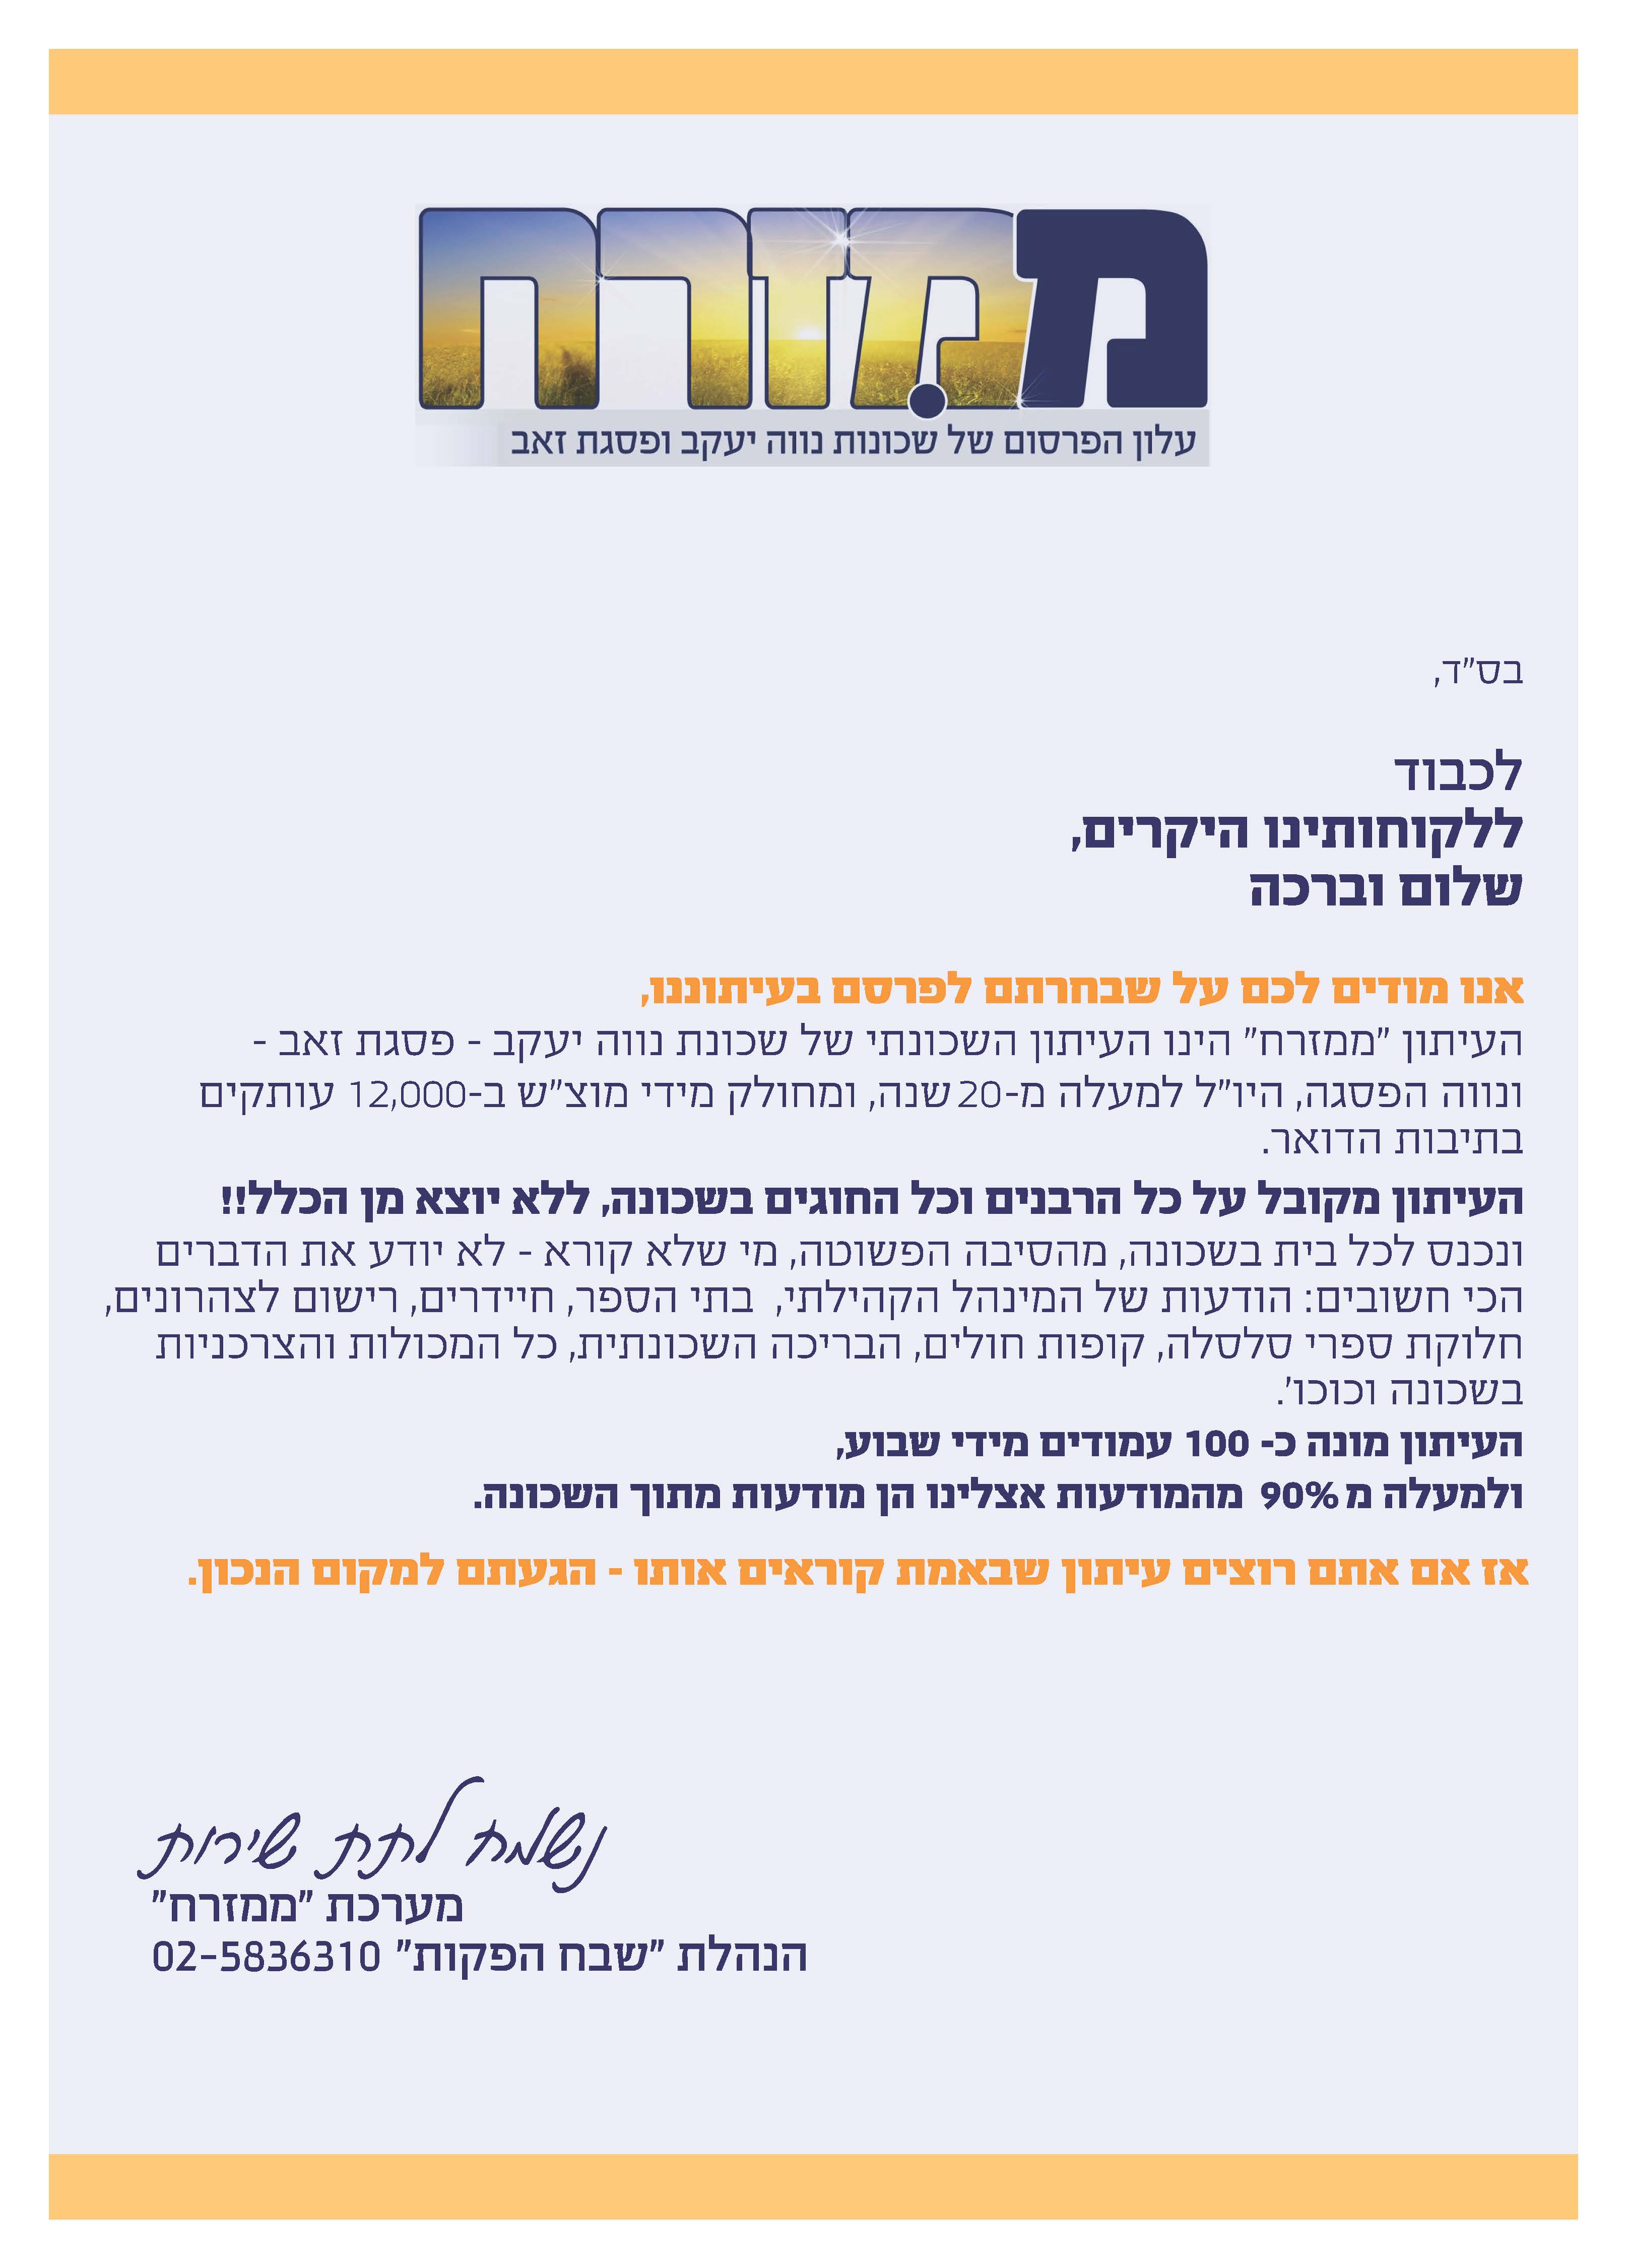 ממזרח
עלון הפרסום של שכונות נווה יעקב ופסגת זאב
בס"ד,
לכבוד
ללקוחותינו היקרים,
שלום וברכה
אנו מודים לכם על שבחרתם לפרסם בעיתוננו,
העיתון "ממזרח" הינו העיתון השכונתי של שכונת נווה יעקב - פסגת זאב -
ונווה הפסגה, היו"ל למעלה מ-20 שנה, ומחולק מידי מוצ"ש ב-12,000 עותקים
בתיבות הדואר.
העיתון מקובל על כל הרבנים וכל החוגים בשכונה, ללא יוצא מן הכלל!!
ונכנס לכל בית בשכונה, מהסיבה הפשוטה, מי שלא קורא - לא יודע את הדברים
הכי חשובים: הודעות של המינהל הקהילתי, בתי הספר, חיידרים, רישום לצהרונים,
חלוקת ספרי סלסלה, קופות חולים, הבריכה השכונתית, כל המכולות והצרכניות
בשכונה וכוכו'.
העיתון מונה כ- 100 עמודים מידי שבוע,
ולמעלה מ 90% מהמודעות אצלינו הן מודעות מתוך השכונה.
אז אם אתם רוצים עיתון שבאמת קוראים אותו - הגעתם למקום הנכון.
נשמח לתת שירות
מערכת "ממזרח"
הנהלת "שבח הפקות" 02-5836310